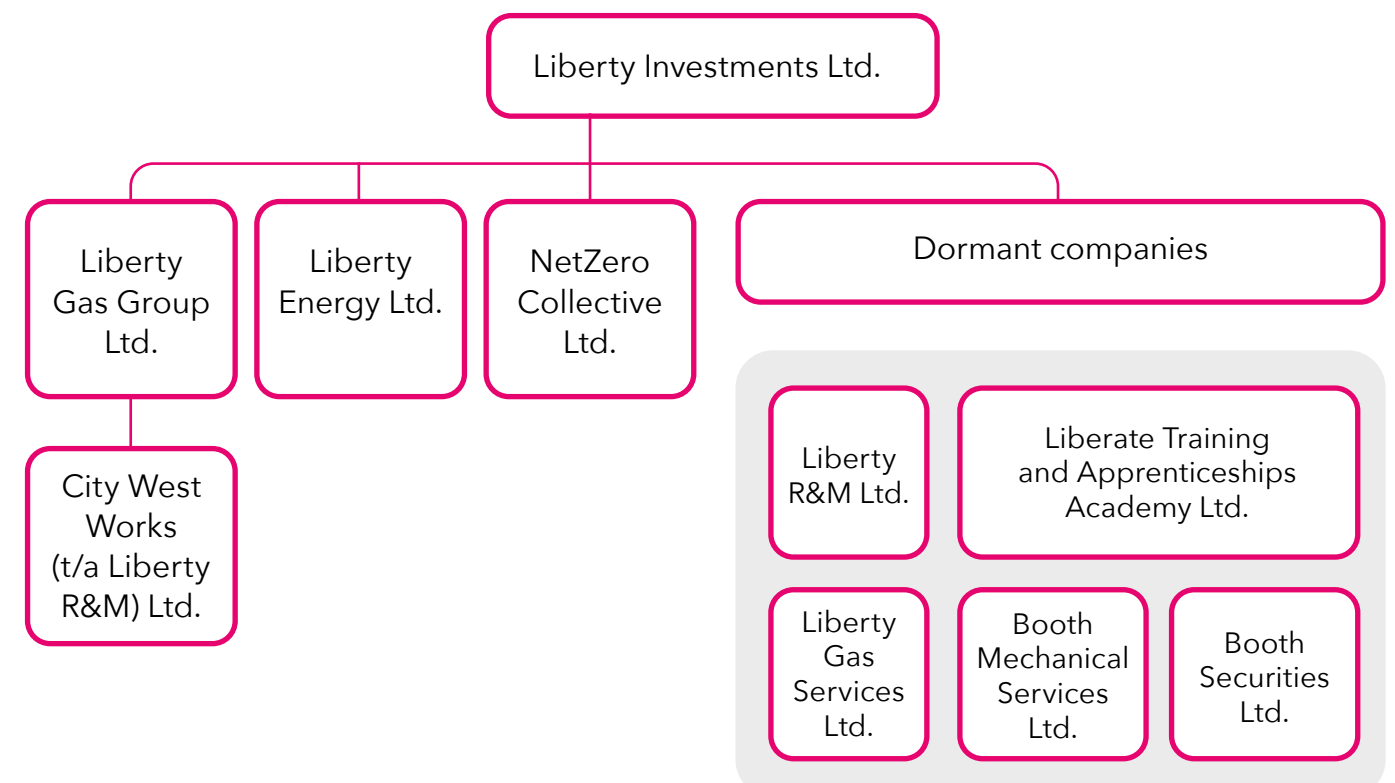 Liberty Investments Ltd.
Liberty
Gas Group
Ltd.
Liberty
Energy Ltd.
NetZero
Collective
Ltd.
Dormant companies
City West
Works
(t/a Liberty
R&M) Ltd.
Liberty
R&M Ltd.
Liberate Training
and Apprenticeships
Academy Ltd.
Liberty
Gas
Services
Ltd.
Booth
Mechanical
Services
Ltd.
Booth
Securities
Ltd.